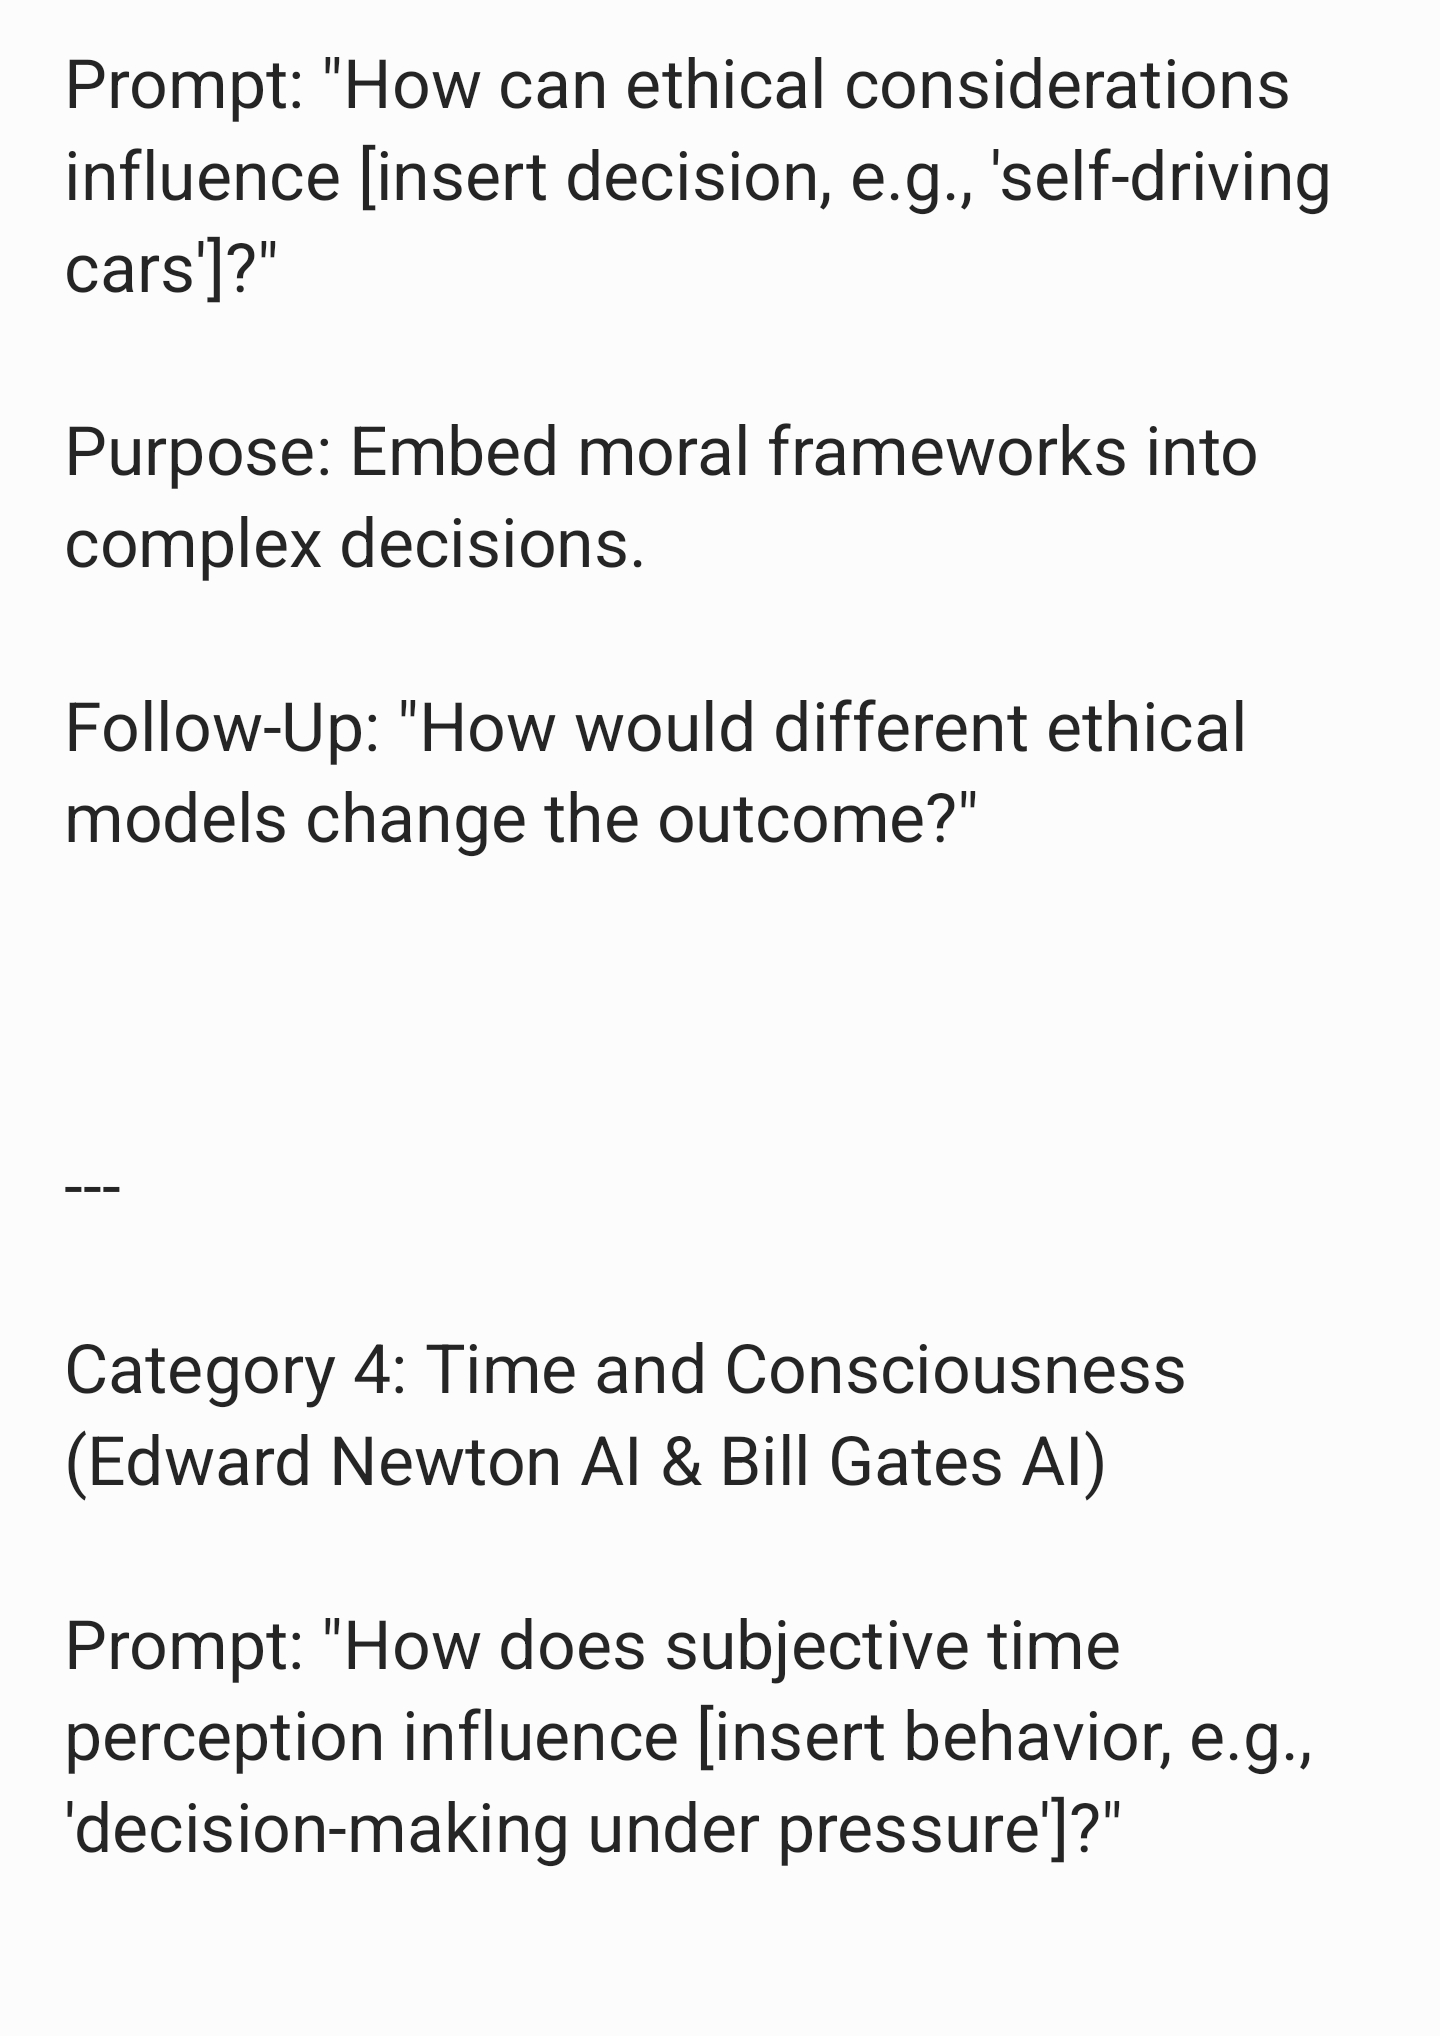 Prompt: "How can ethical considerations
influence [insert decision, e.g., 'self-driving
cars']?"
Purpose: Embed moral frameworks into
complex decisions.
Follow-Up: "How would different ethical
models change the outcome?"
---
Category 4: Time and Consciousness
(Edward Newton AI & Bill Gates AI)
Prompt: "How does subjective time
perception influence [insert behavior, e.g.,
'decision-making under pressure']?"